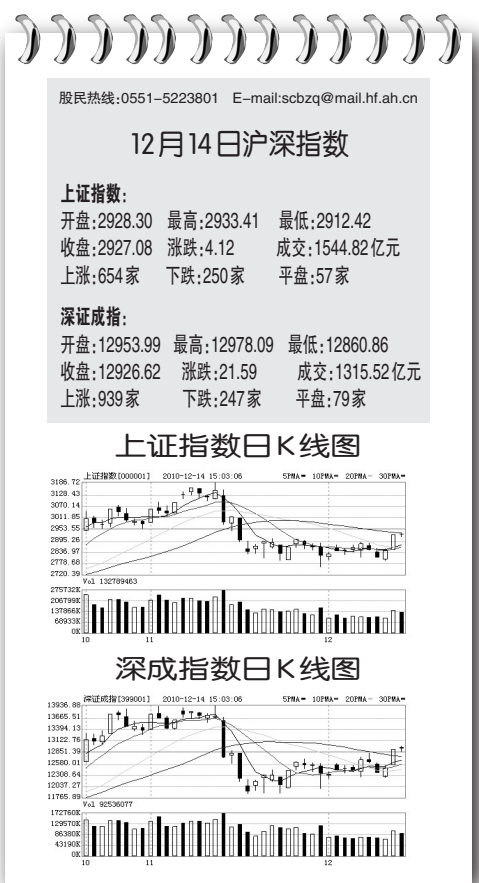 股民热线:0551-5223801 E-mail:scbzq@mail.hf.ah.cn
12月14日沪深指数
上证指数:
开盘:2928.30 最高:2933.41 最低:2912.42
收盘:2927.08 涨跌:4.12 成交:1544.82亿元
上涨:654家 下跌:250家 平盘:57家
深证成指:
开盘:12953.99 最高:12978.09 最低:12860.86
收盘:12926.62 涨跌:21.59 成交:1315.52亿元
上涨:939家 下跌:247家 平盘:79家
上证指数日K线图
上证指数[000001] 2010-12-14 15:03:06 5PMA= 10PMA= 20PMA= 30PMA=
3186.72
3128.43
3070.14
3011.85
2953.55
2895.26
2836.97
2778.68
2720.39
Vol 132789463
275732K
206799K
137866K
68933K
0K
10 11 12
深成指数日K线图
深证成指[399001] 2010-12-14 15:03:06 5PMA= 10PMA= 20PMA= 30PMA=
13936.88
13665.51
13394.13
13122.76
12851.39
12580.01
12308.64
12037.27
11765.89
Vol 92536077
172760K
129570K
86380K
43190K
0K
10 11 12